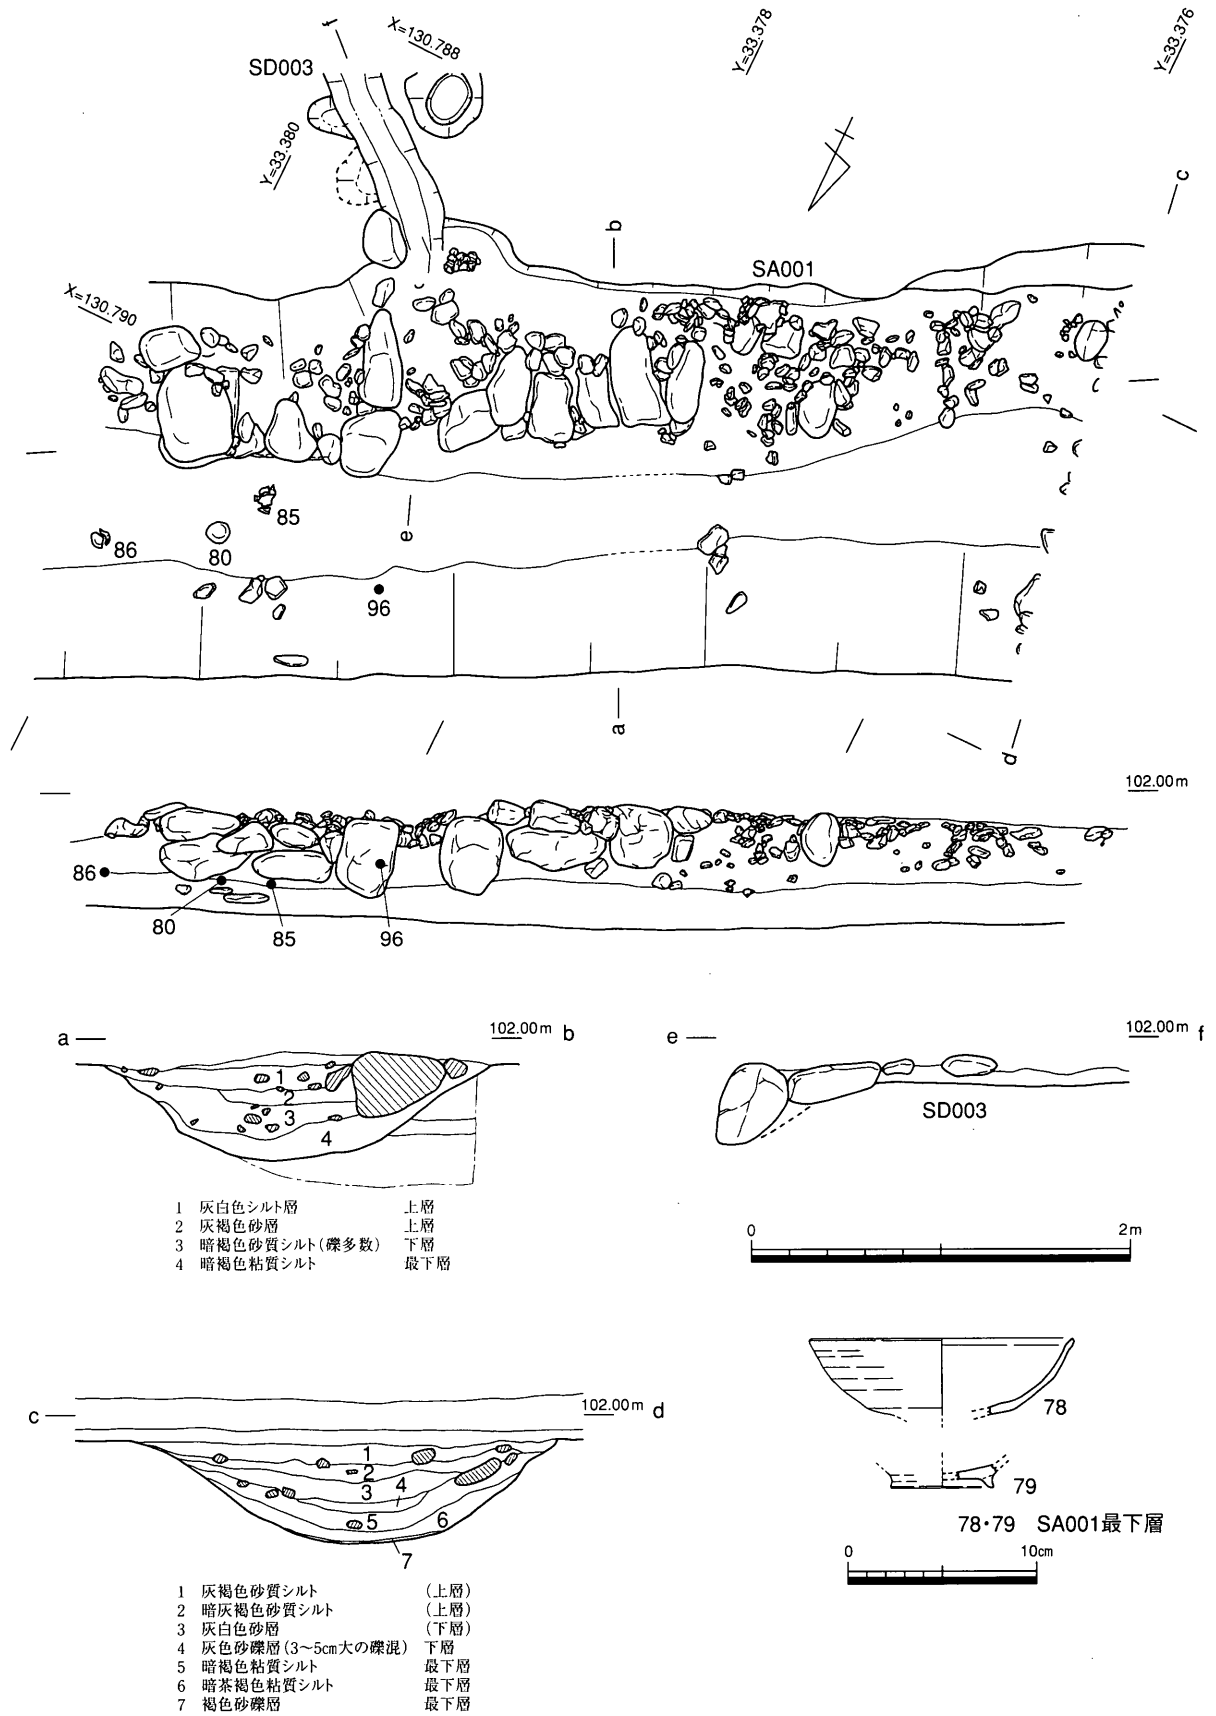 f
X=130.788
SD003
Y=33.378
Y=33.376
Y=33.380
c
b
SA001
X=130.790
85
86
80
e
96
a
d
102.00m
86
80
85
96
a
102.00m b
e
102.00m f
1
2
3
4
SD003
1 灰白色シルト層 上層
2 灰褐色砂層 上層
3 暗褐色砂質シルト(礫多数) 下層
4 暗褐色粘質シルト 最下層
0 2m
c
102.00m d
1
2
3
4
5
6
7
78
79
78・79 SA001最下層
0 10cm
1 灰褐色砂質シルト (上層)
2 暗灰褐色砂質シルト (上層)
3 灰白色砂層 (下層)
4 灰色砂礫層(3〜5cm大の礫混) 下層
5 暗褐色粘質シルト 最下層
6 暗茶褐色粘質シルト 最下層
7 褐色砂礫層 最下層